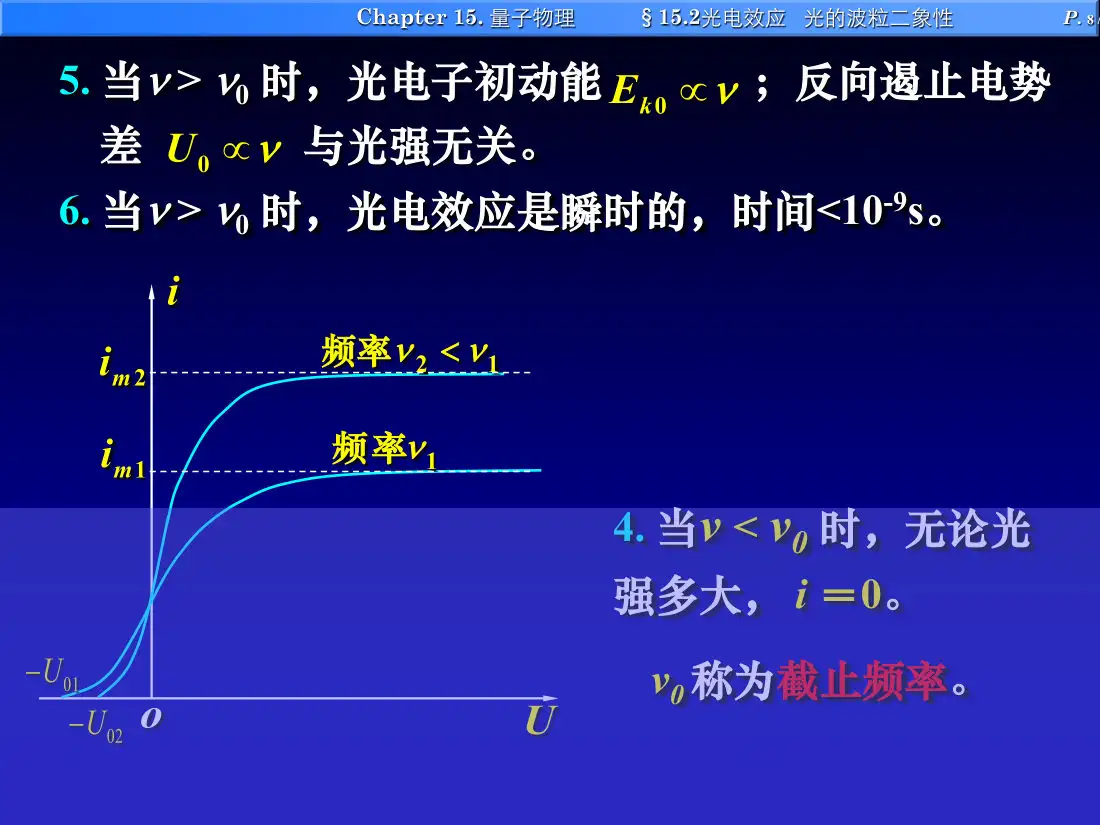 Chapter 15. 量子物理 §15.2光电效应 光的波粒二象性 P. 8/
5. 当ν > ν₀ 时，光电子初动能 Eₖ₀ ∝ ν ；反向遏止电势
差 U₀ ∝ ν 与光强无关。
6. 当ν > ν₀ 时，光电效应是瞬时的，时间<10⁻⁹s。
i
频率ν₂ < ν₁
iₘ₂
频率ν₁
iₘ₁
4. 当ν < ν₀ 时，无论光
强多大， i ＝0。
−U₀₁
ν₀ 称为截止频率。
−U₀₂
o
U